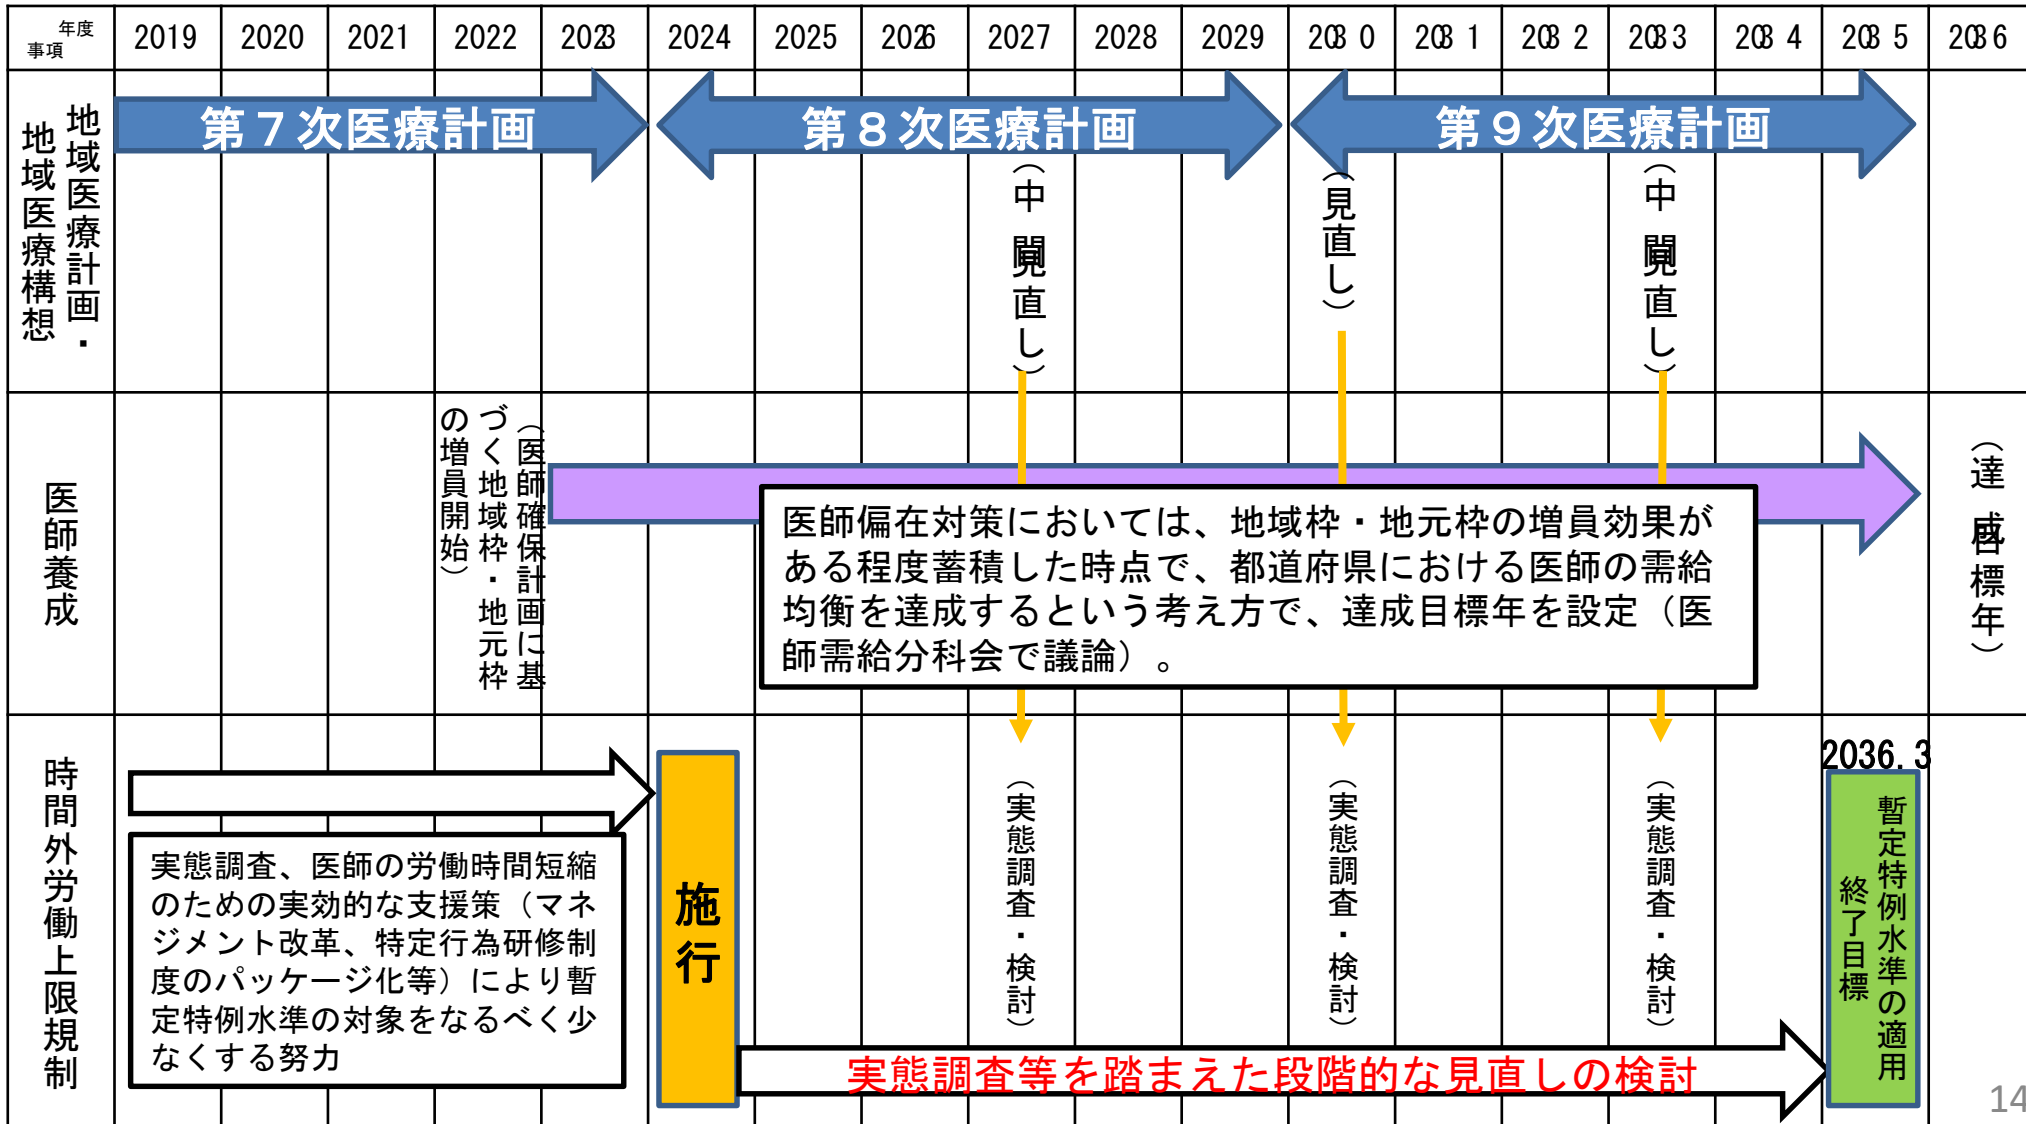 年度
事項
2019
2020
2021
2022
2023
2024
2025
2026
2027
2028
2029
2030
2031
2032
2033
2034
2035
2036
地域医療計画・
地域医療構想
第７次医療計画
第８次医療計画
第９次医療計画
（中間見直し）
（見直し）
（中間見直し）
医師養成
（医師確保計画に基
づく地域枠・地元枠
の増員開始）
医師偏在対策においては、地域枠・地元枠の増員効果が
ある程度蓄積した時点で、都道府県における医師の需給
均衡を達成するという考え方で、達成目標年を設定（医
師需給分科会で議論）。
（達成目標年）
時間外労働上限規制
実態調査、医師の労働時間短縮
のための実効的な支援策（マネ
ジメント改革、特定行為研修制
度のパッケージ化等）により暫
定特例水準の対象をなるべく少
なくする努力
施行
（実態調査・検討）
（実態調査・検討）
（実態調査・検討）
実態調査等を踏まえた段階的な見直しの検討
2036.3
暫定特例水準の適用
終了目標
14